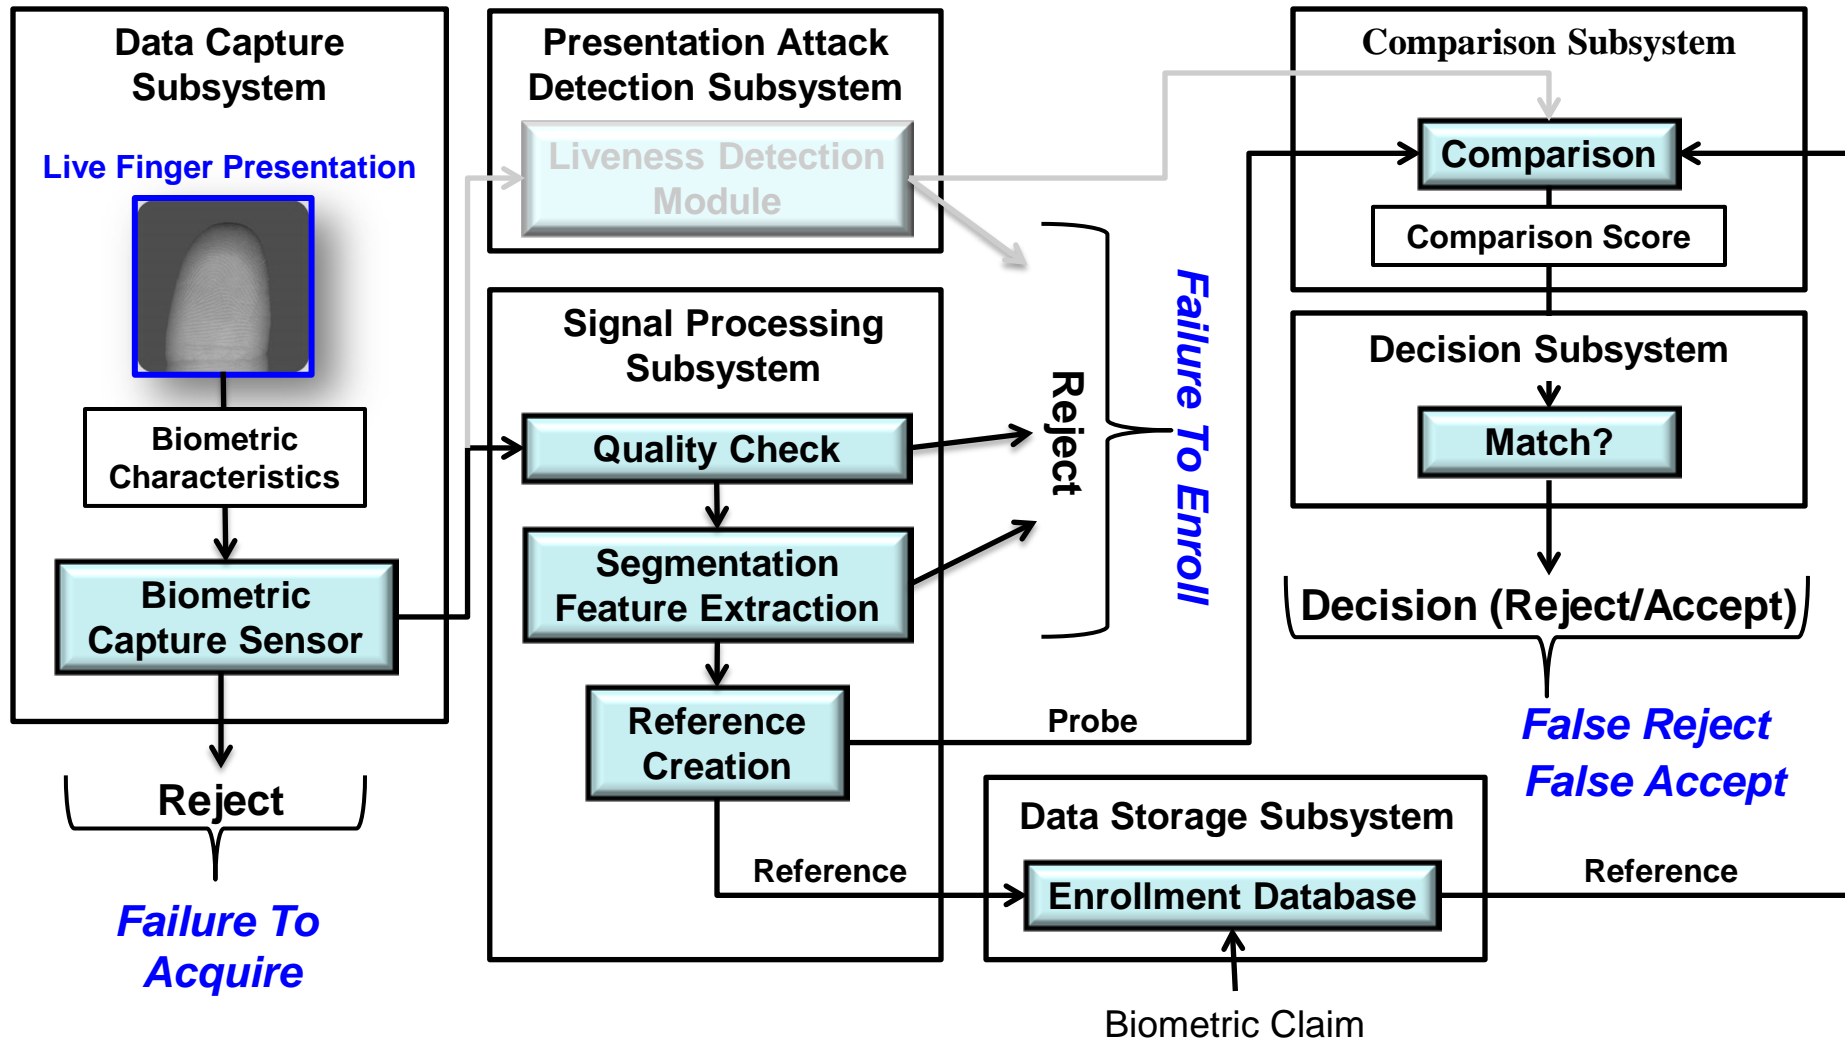 Data Capture
Subsystem
Live Finger Presentation
Biometric
Characteristics
Biometric
Capture Sensor
Reject
Failure To
Acquire
Presentation Attack
Detection Subsystem
Liveness Detection
Module
Signal Processing
Subsystem
Quality Check
Segmentation
Feature Extraction
Reference
Creation
Reject
Failure To Enroll
Probe
Reference
Data Storage Subsystem
Enrollment Database
Biometric Claim
Reference
Comparison Subsystem
Comparison
Comparison Score
Decision Subsystem
Match?
Decision (Reject/Accept)
False Reject
False Accept